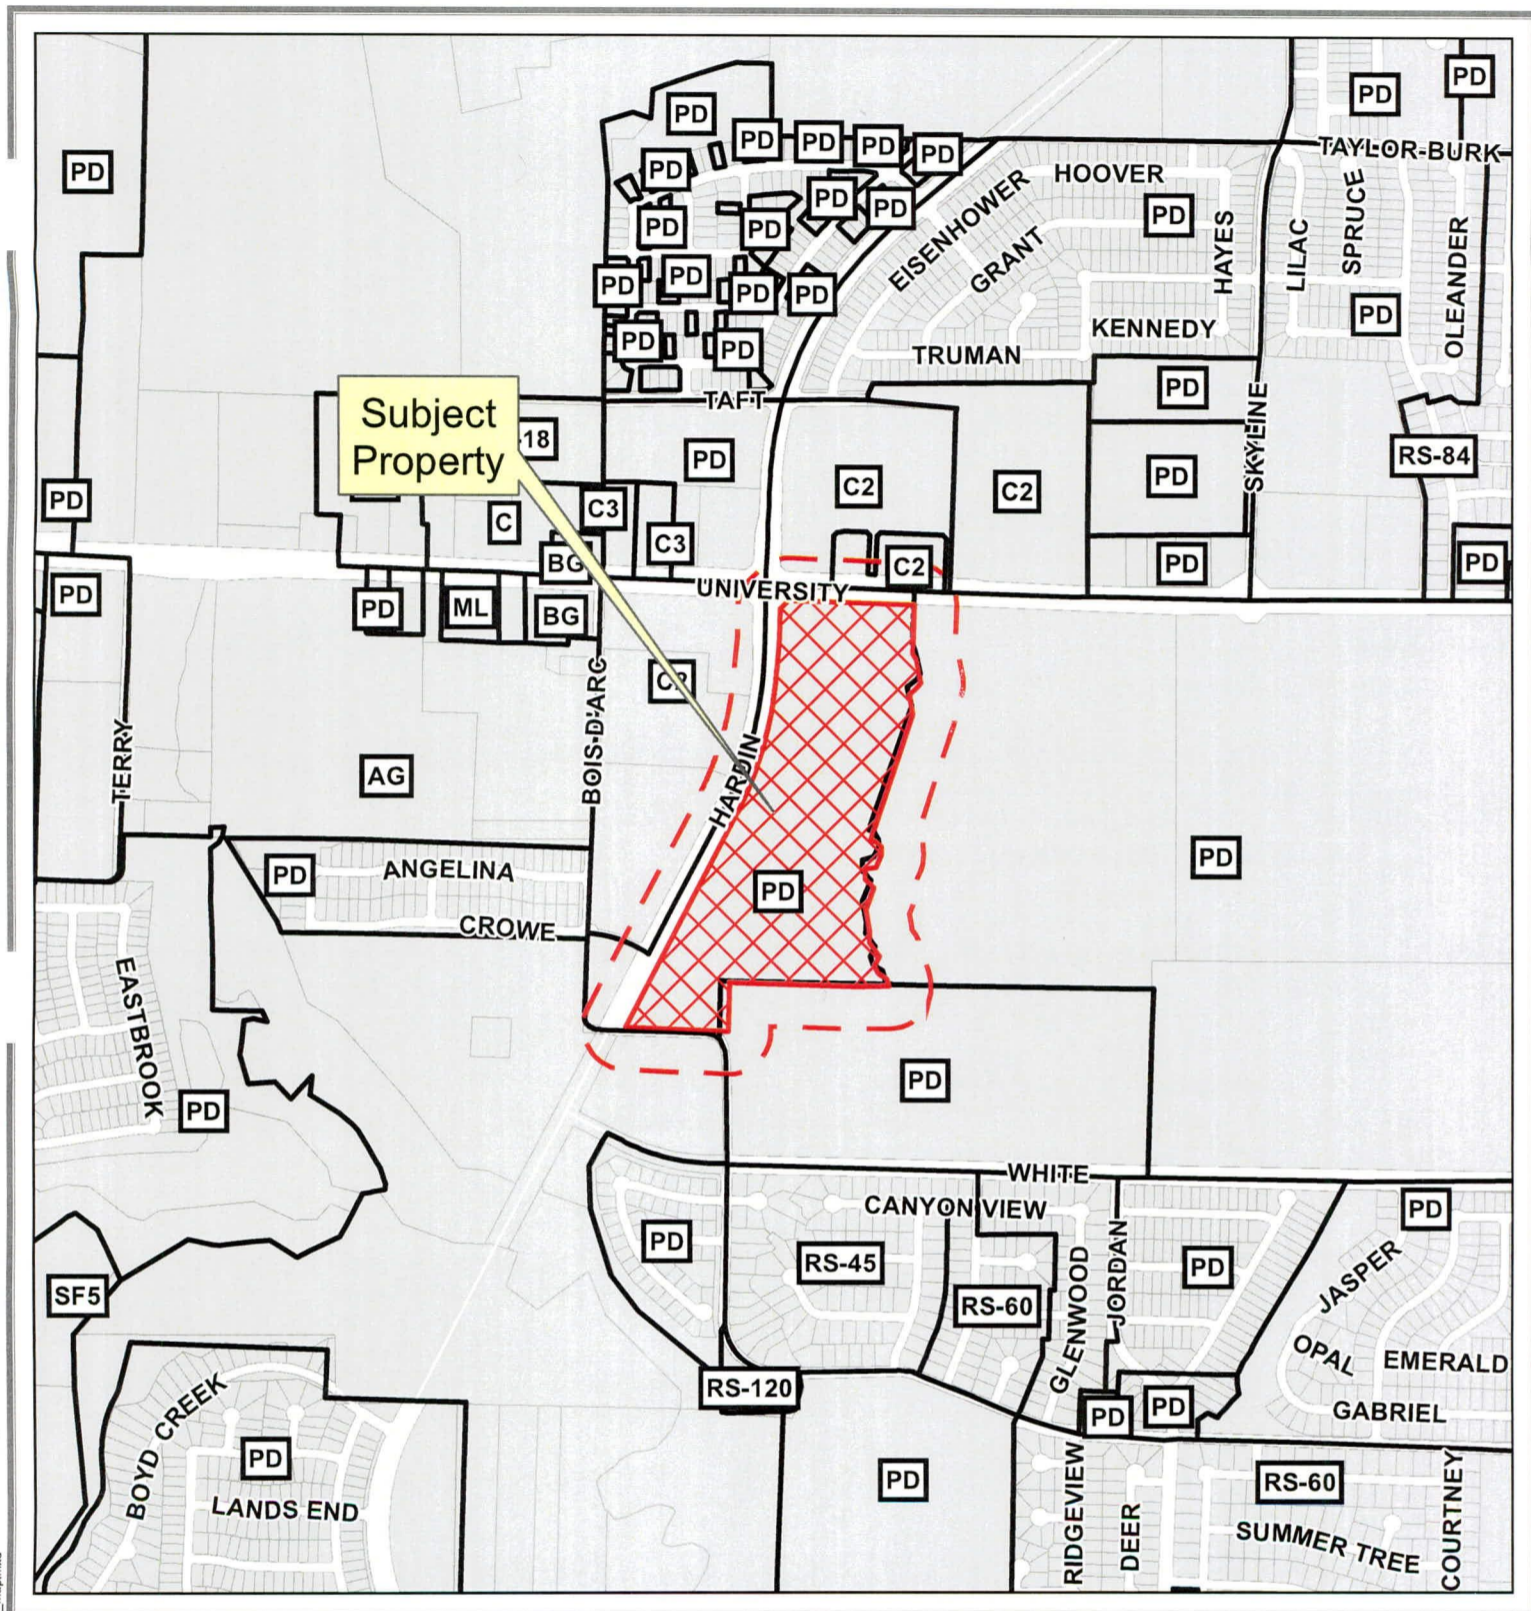 PD
PD
PD
PD
PD
PD
PD
PD
TAYLOR-BURK
PD
HOOVER
PD
PD
PD
PD
PD
EISENHOWER
GRANT
HAYES
LILAC
SPRUCE
OLEANDER
PD
PD
PD
PD
PD
PD
KENNEDY
PD
PD
TRUMAN
PD
TAFT
SKYLINE
Subject
Property
-18
PD
RS-84
PD
C2
C2
PD
C3
C
C3
BG
C2
PD
PD
UNIVERSITY
PD
PD
ML
BG
C2
BOIS-D'ARC
TERRY
HARDIN
AG
PD
PD
ANGELINA
PD
CROWE
EASTBROOK
PD
PD
WHITE
CANYON VIEW
PD
PD
RS-45
GLENWOOD
JORDAN
PD
JASPER
SF5
RS-60
OPAL
EMERALD
RS-120
BOYD CREEK
PD
PD
GABRIEL
PD
PD
RIDGEVIEW
DEER
RS-60
COURTNEY
LANDS END
SUMMER TREE